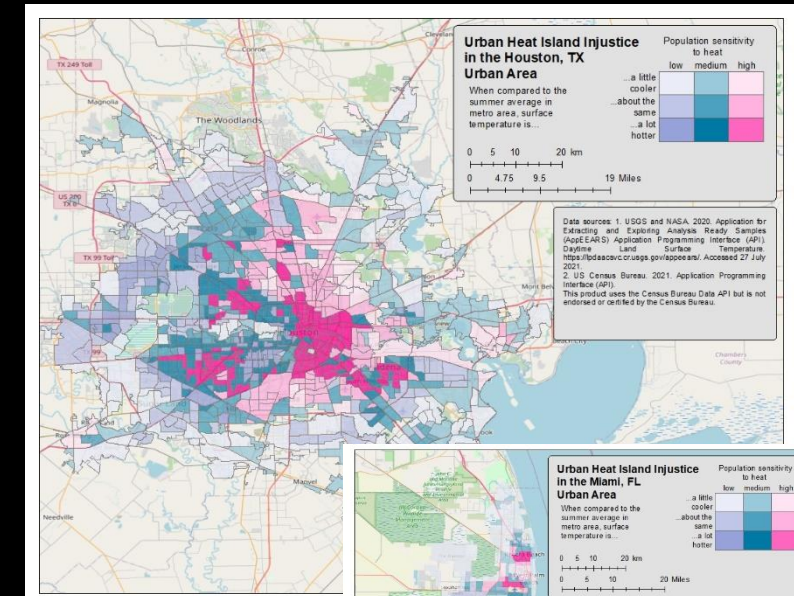 Urban Heat Island Injustice
in the Houston, TX
Urban Area
When compared to the
summer average in
metro area, surface
temperature is...
Population sensitivity
to heat
low medium high
...a little
cooler
...about the
same
...a lot
hotter
0 5 10 20 km
0 4.75 9.5 19 Miles
Data sources: 1. USGS and NASA. 2020. Application for
Extracting and Exploring Analysis Ready Samples
(AppEEARS) Application Programming Interface (API).
Daytime Land Surface Temperature.
https://lpdaacsvc.cr.usgs.gov/appeears/. Accessed 27 July
2021.
2. US Census Bureau. 2021. Application Programming
Interface (API).
This product uses the Census Bureau Data API but is not
endorsed or certified by the Census Bureau.
Cleveland
TX 249 Toll
Conroe
Magnolia
The Woodlands
TX 99 Toll
Mont
Chambers
County
Manvel
Needville
Urban Heat Island Injustice
in the Miami, FL
Urban Area
When compared to the
summer average in
metro area, surface
temperature is...
Population sensitivity
to heat
low medium high
...a little
cooler
...about the
same
...a lot
hotter
0 5 10 20 km
0 5 10 20 Miles